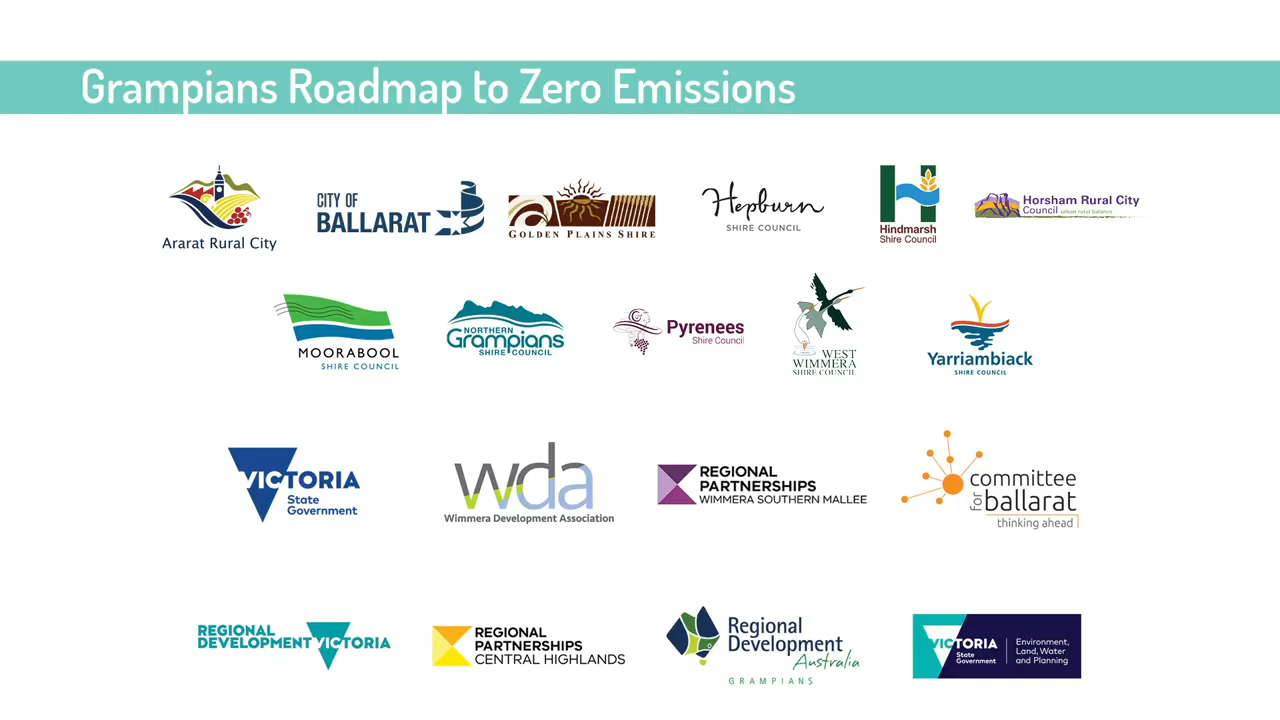 Grampians Roadmap to Zero Emissions
Ararat Rural City
CITY OF
BALLARAT
GOLDEN PLAINS SHIRE
Hepburn
SHIRE COUNCIL
Hindmarsh
Shire Council
Horsham Rural City
Council urban rural balance
MOORABOOL
SHIRE COUNCIL
NORTHERN
Grampians
SHIRE COUNCIL
Pyrenees
Shire Council
WEST
WIMMERA
SHIRE COUNCIL
Yarriambiack
SHIRE COUNCIL
VICTORIA
State
Government
wda
Wimmera Development Association
REGIONAL
PARTNERSHIPS
WIMMERA SOUTHERN MALLEE
committee
for ballarat
thinking ahead
REGIONAL
DEVELOPMENT VICTORIA
REGIONAL
PARTNERSHIPS
CENTRAL HIGHLANDS
Regional
Development
Australia
GRAMPIANS
VICTORIA
State
Government
Environment,
Land, Water
and Planning